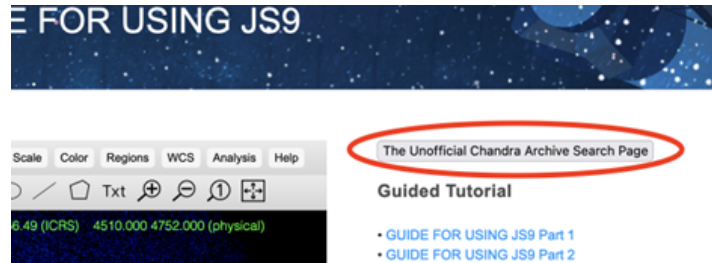 E FOR USING JS9
The Unofficial Chandra Archive Search Page
Scale Color Regions WCS Analysis Help
Txt
Guided Tutorial
6.49 (ICRS) 4510.000 4752.000 (physical)
• GUIDE FOR USING JS9 Part 1
• GUIDE FOR USING JS9 Part 2